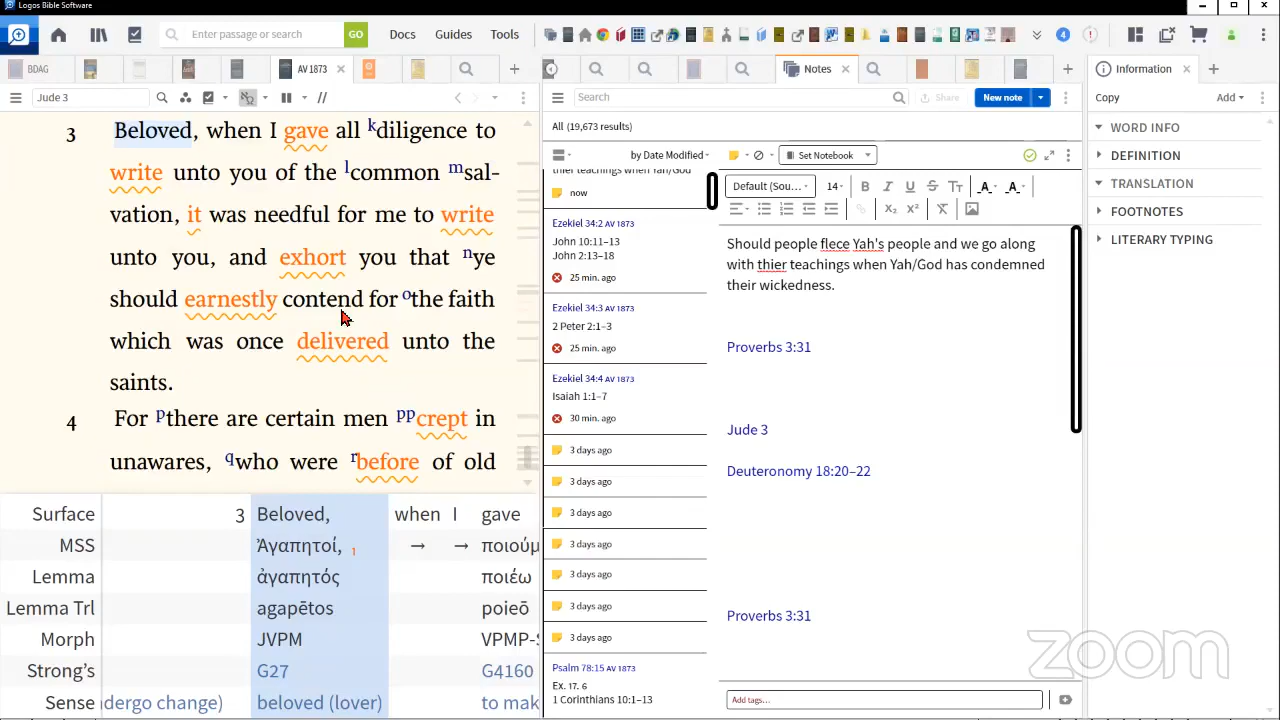 Logos Bible Software
Enter passage or search
GO
Docs
Guides
Tools
4
BDAG
AV 1873
Notes
Information
Jude 3
Search
Share
New note
Copy
Add
All (19,673 results)
by Date Modified
Set Notebook
WORD INFO
DEFINITION
TRANSLATION
FOOTNOTES
LITERARY TYPING
3 Beloved, when I gave all kdiligence to
write unto you of the lcommon msal-
vation, it was needful for me to write
unto you, and exhort you that nye
should earnestly contend for othe faith
which was once delivered unto the
saints.
4 For pthere are certain men ppcrept in
unawares, qwho were rbefore of old
Surface 3 Beloved, when I gave
MSS Ἀγαπητοί, 1 → → ποιούμ
Lemma ἀγαπητός ποιέω
Lemma Trl agapētos poieō
Morph JVPM VPMP-S
Strong's G27 G4160
Sense ndergo change) beloved (lover) to mak
thier teachings when Yah/God
now
Ezekiel 34:2 AV 1873
John 10:11–13
John 2:13–18
25 min. ago
Ezekiel 34:3 AV 1873
2 Peter 2:1–3
25 min. ago
Ezekiel 34:4 AV 1873
Isaiah 1:1–7
30 min. ago
3 days ago
3 days ago
3 days ago
3 days ago
3 days ago
3 days ago
3 days ago
Psalm 78:15 AV 1873
Ex. 17. 6
1 Corinthians 10:1–13
Default (Sou...
14
B I U S TT A A
X₂ X²
Should people flece Yah's people and we go along
with thier teachings when Yah/God has condemned
their wickedness.
Proverbs 3:31
Jude 3
Deuteronomy 18:20–22
Proverbs 3:31
Add tags...
zoom